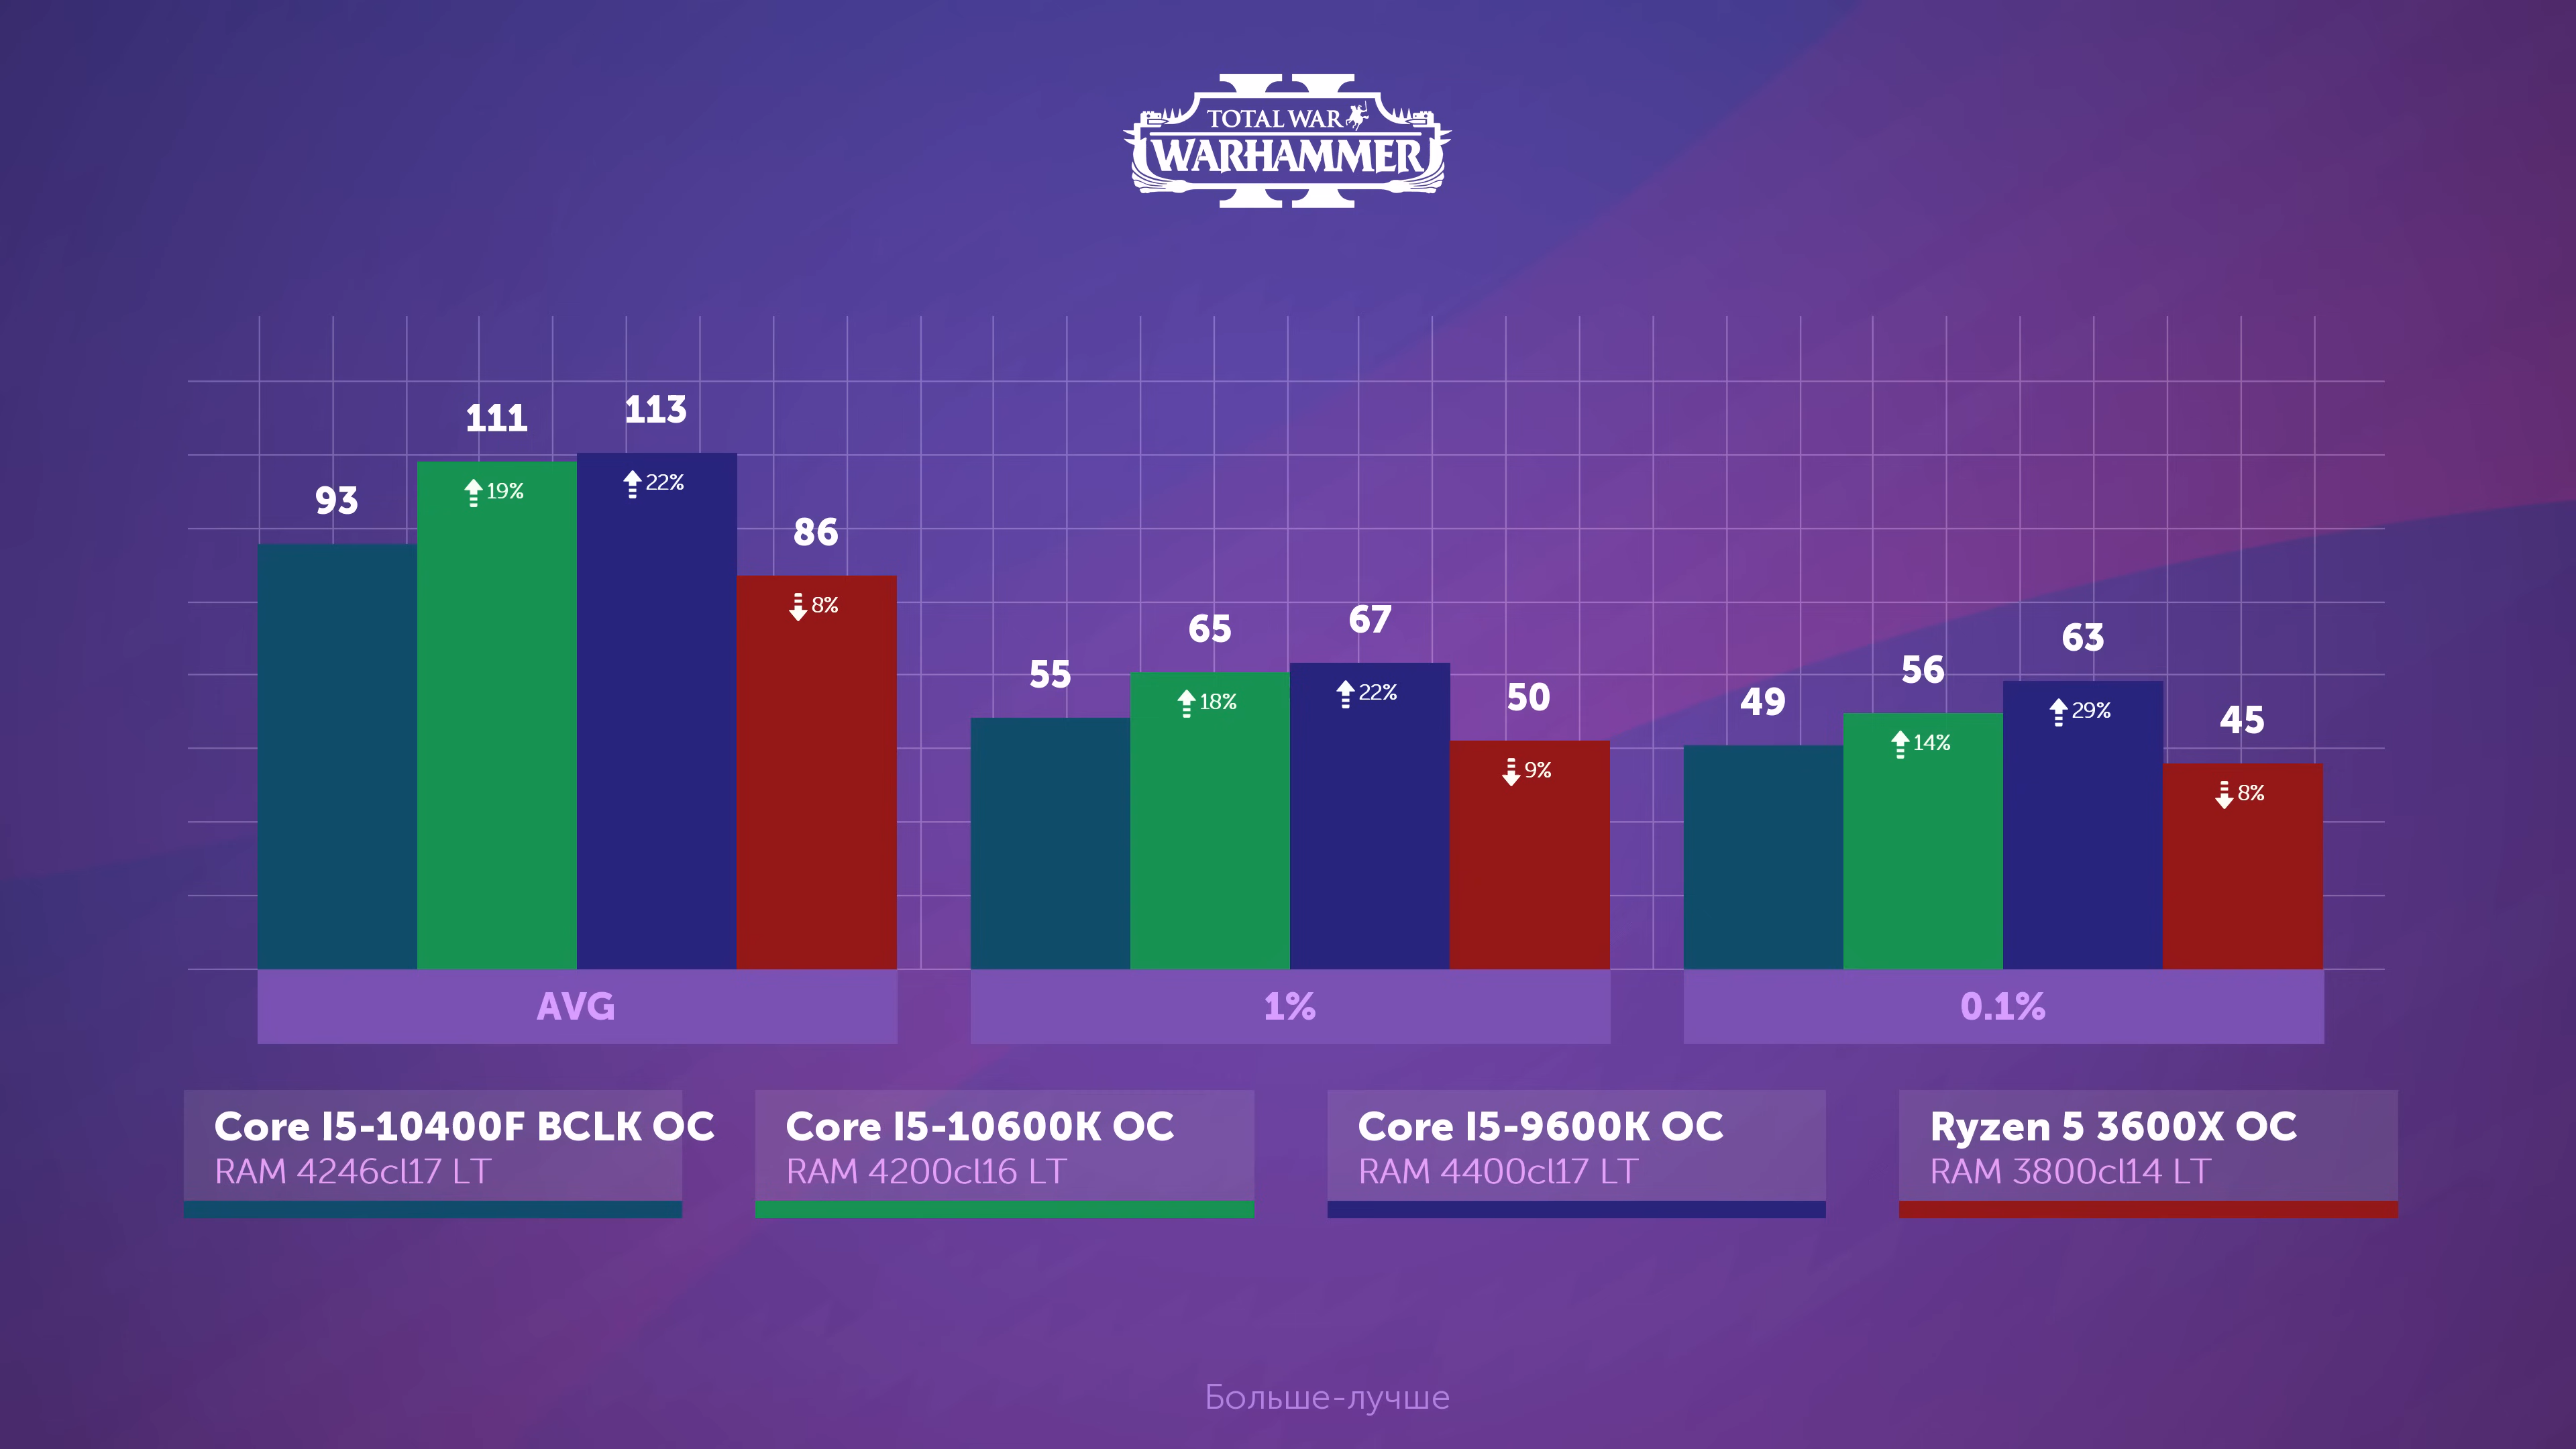 TOTAL WAR
WARHAMMER
II
93
111
19%
113
22%
86
8%
55
65
18%
67
22%
50
9%
49
56
14%
63
29%
45
8%
AVG
1%
0.1%
Core I5-10400F BCLK OC
RAM 4246cl17 LT
Core I5-10600K OC
RAM 4200cl16 LT
Core I5-9600K OC
RAM 4400cl17 LT
Ryzen 5 3600X OC
RAM 3800cl14 LT
Больше-лучше